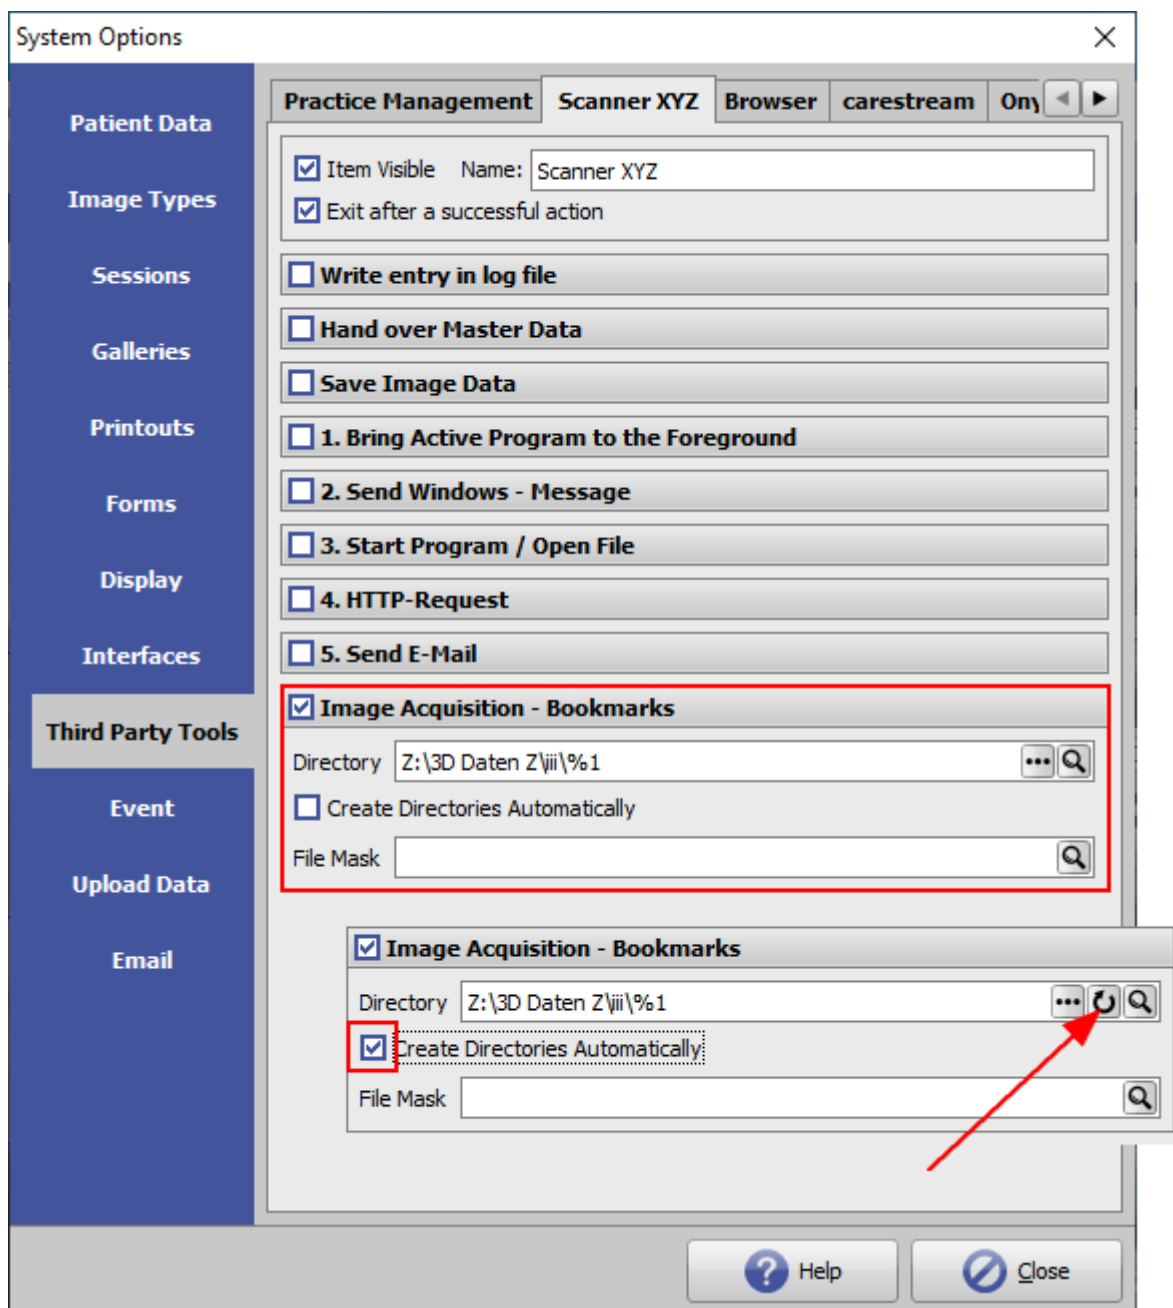 System Options
Patient Data
Image Types
Sessions
Galleries
Printouts
Forms
Display
Interfaces
Third Party Tools
Event
Upload Data
Email
Practice Management Scanner XYZ Browser carestream Ony
Item Visible Name: Scanner XYZ
Exit after a successful action
Write entry in log file
Hand over Master Data
Save Image Data
1. Bring Active Program to the Foreground
2. Send Windows - Message
3. Start Program / Open File
4. HTTP-Request
5. Send E-Mail
Image Acquisition - Bookmarks
Directory Z:\3D Daten Z\iii\%1
Create Directories Automatically
File Mask
Image Acquisition - Bookmarks
Directory Z:\3D Daten Z\iii\%1
Create Directories Automatically
File Mask
Help Close